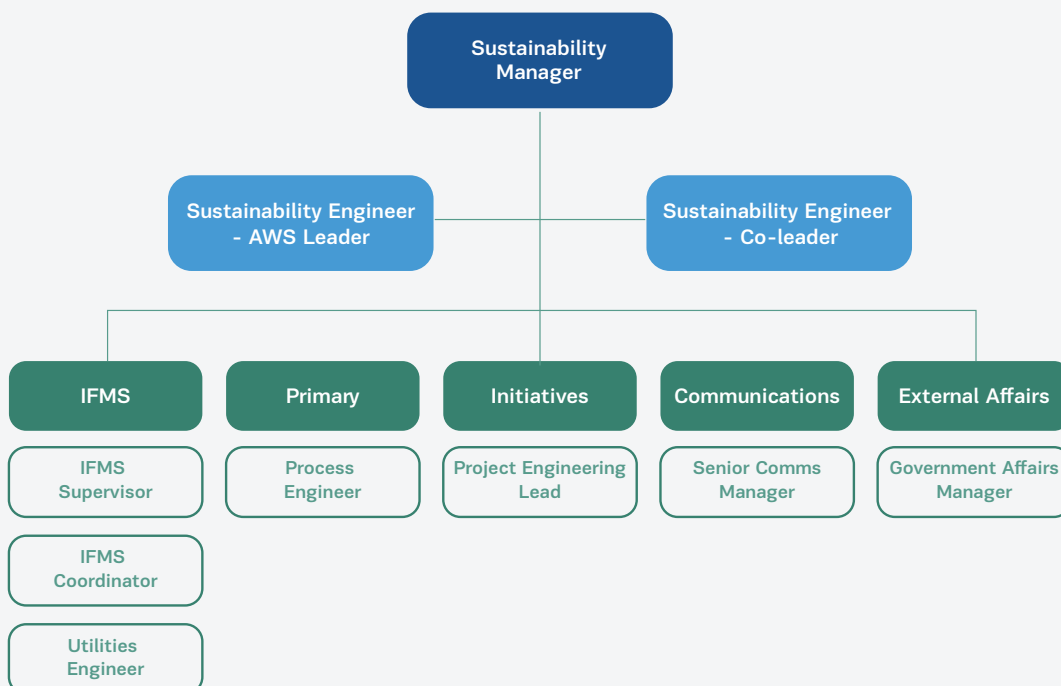 Sustainability
Manager
Sustainability Engineer
- AWS Leader
Sustainability Engineer
- Co-leader
IFMS
Primary
Initiatives
Communications
External Affairs
IFMS
Supervisor
Process
Engineer
Project Engineering
Lead
Senior Comms
Manager
Government Affairs
Manager
IFMS
Coordinator
Utilities
Engineer